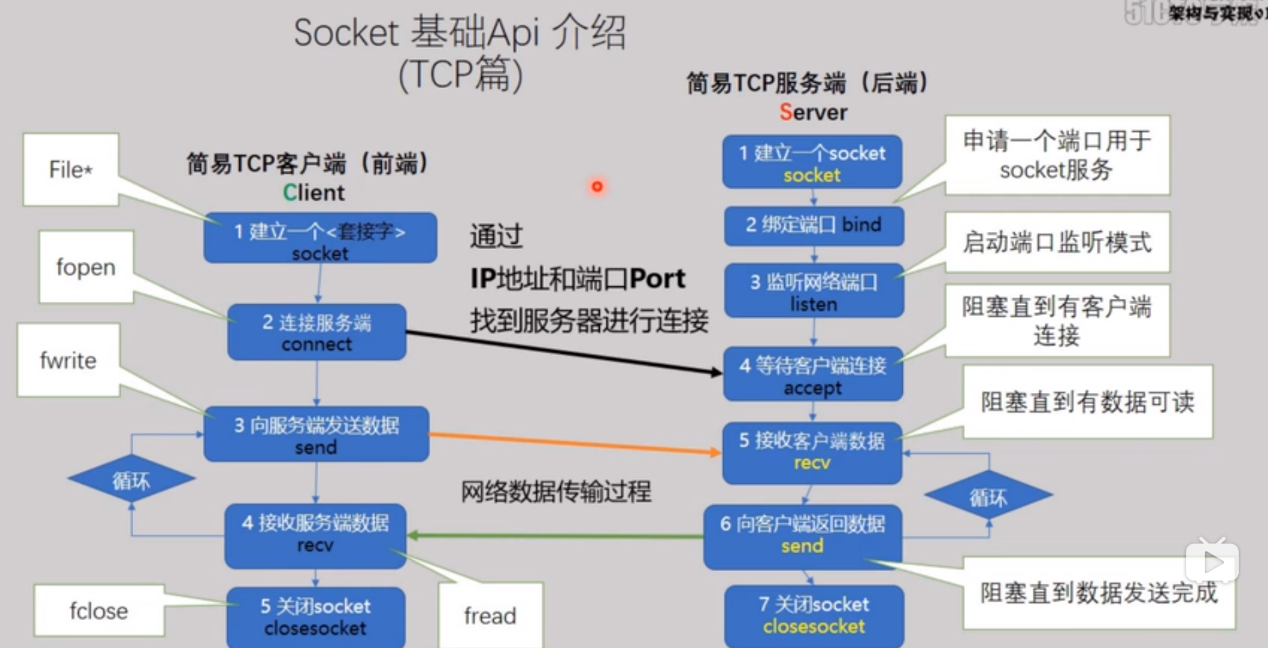 架构与实现
Socket 基础Api 介绍
(TCP篇)
简易TCP客户端（前端）
Client
File*
1 建立一个<套接字>
socket
fopen
2 连接服务端
connect
fwrite
3 向服务端发送数据
send
循环
4 接收服务端数据
recv
fread
fclose
5 关闭socket
closesocket
通过
IP地址和端口Port
找到服务器进行连接
网络数据传输过程
简易TCP服务端（后端）
Server
1 建立一个socket
socket
申请一个端口用于
socket服务
2 绑定端口 bind
启动端口监听模式
3 监听网络端口
listen
阻塞直到有客户端
连接
4 等待客户端连接
accept
阻塞直到有数据可读
5 接收客户端数据
recv
循环
6 向客户端返回数据
send
阻塞直到数据发送完成
7 关闭socket
closesocket